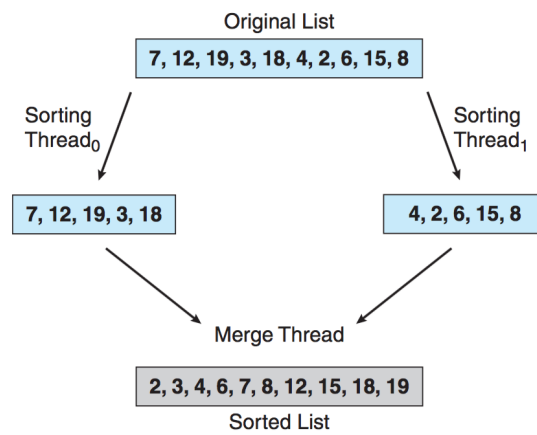 Original List
7, 12, 19, 3, 18, 4, 2, 6, 15, 8
Sorting
Thread0
Sorting
Thread1
7, 12, 19, 3, 18
4, 2, 6, 15, 8
Merge Thread
2, 3, 4, 6, 7, 8, 12, 15, 18, 19
Sorted List